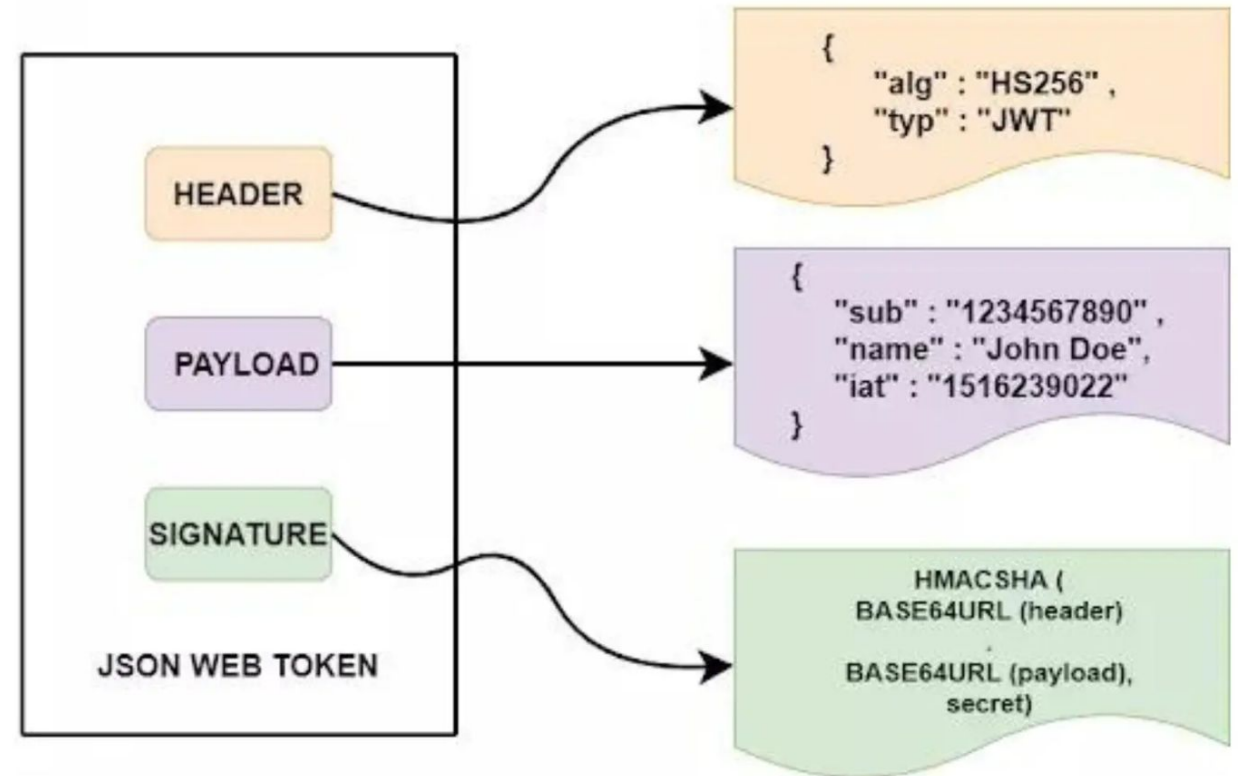 HEADER
PAYLOAD
SIGNATURE
JSON WEB TOKEN
{
"alg" : "HS256" ,
"typ" : "JWT"
}
{
"sub" : "1234567890" ,
"name" : "John Doe",
"iat" : "1516239022"
}
HMACSHA (
BASE64URL (header)
.
BASE64URL (payload),
secret)